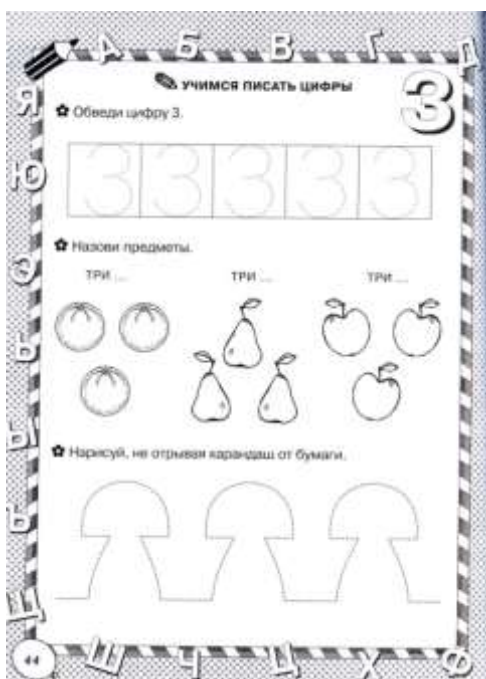 А Б В Г Д
УЧИМСЯ ПИСАТЬ ЦИФРЫ
3
Обведи цифру 3.
3 3 3 3 3
Назови предметы.
ТРИ ... ТРИ ... ТРИ ...
Нарисуй, не отрывая карандаш от бумаги.
Я
Ю
Э
Ь
Ы
Ъ
Щ
44
Ш Ч Ц Х Ф